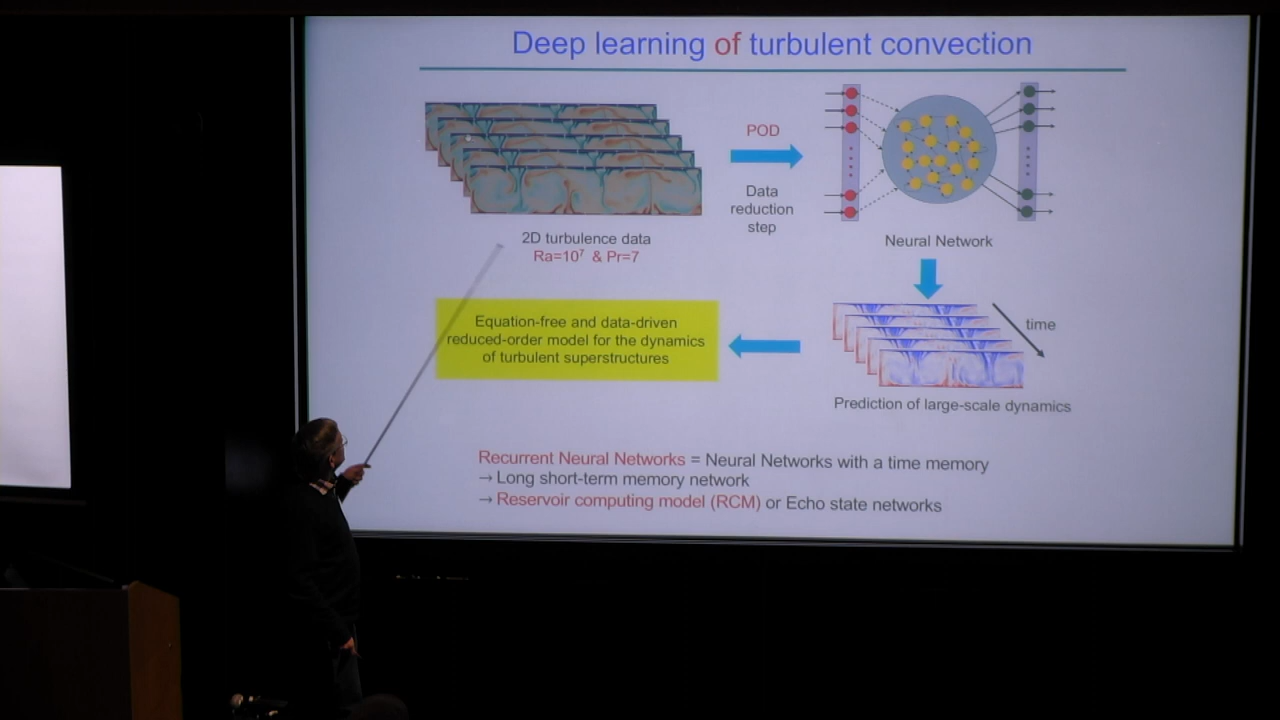 Deep learning of turbulent convection
POD
Data
reduction
step
2D turbulence data
Ra=10⁷ & Pr=7
Neural Network
time
Equation-free and data-driven
reduced-order model for the dynamics
of turbulent superstructures
Prediction of large-scale dynamics
Recurrent Neural Networks = Neural Networks with a time memory
→ Long short-term memory network
→ Reservoir computing model (RCM) or Echo state networks